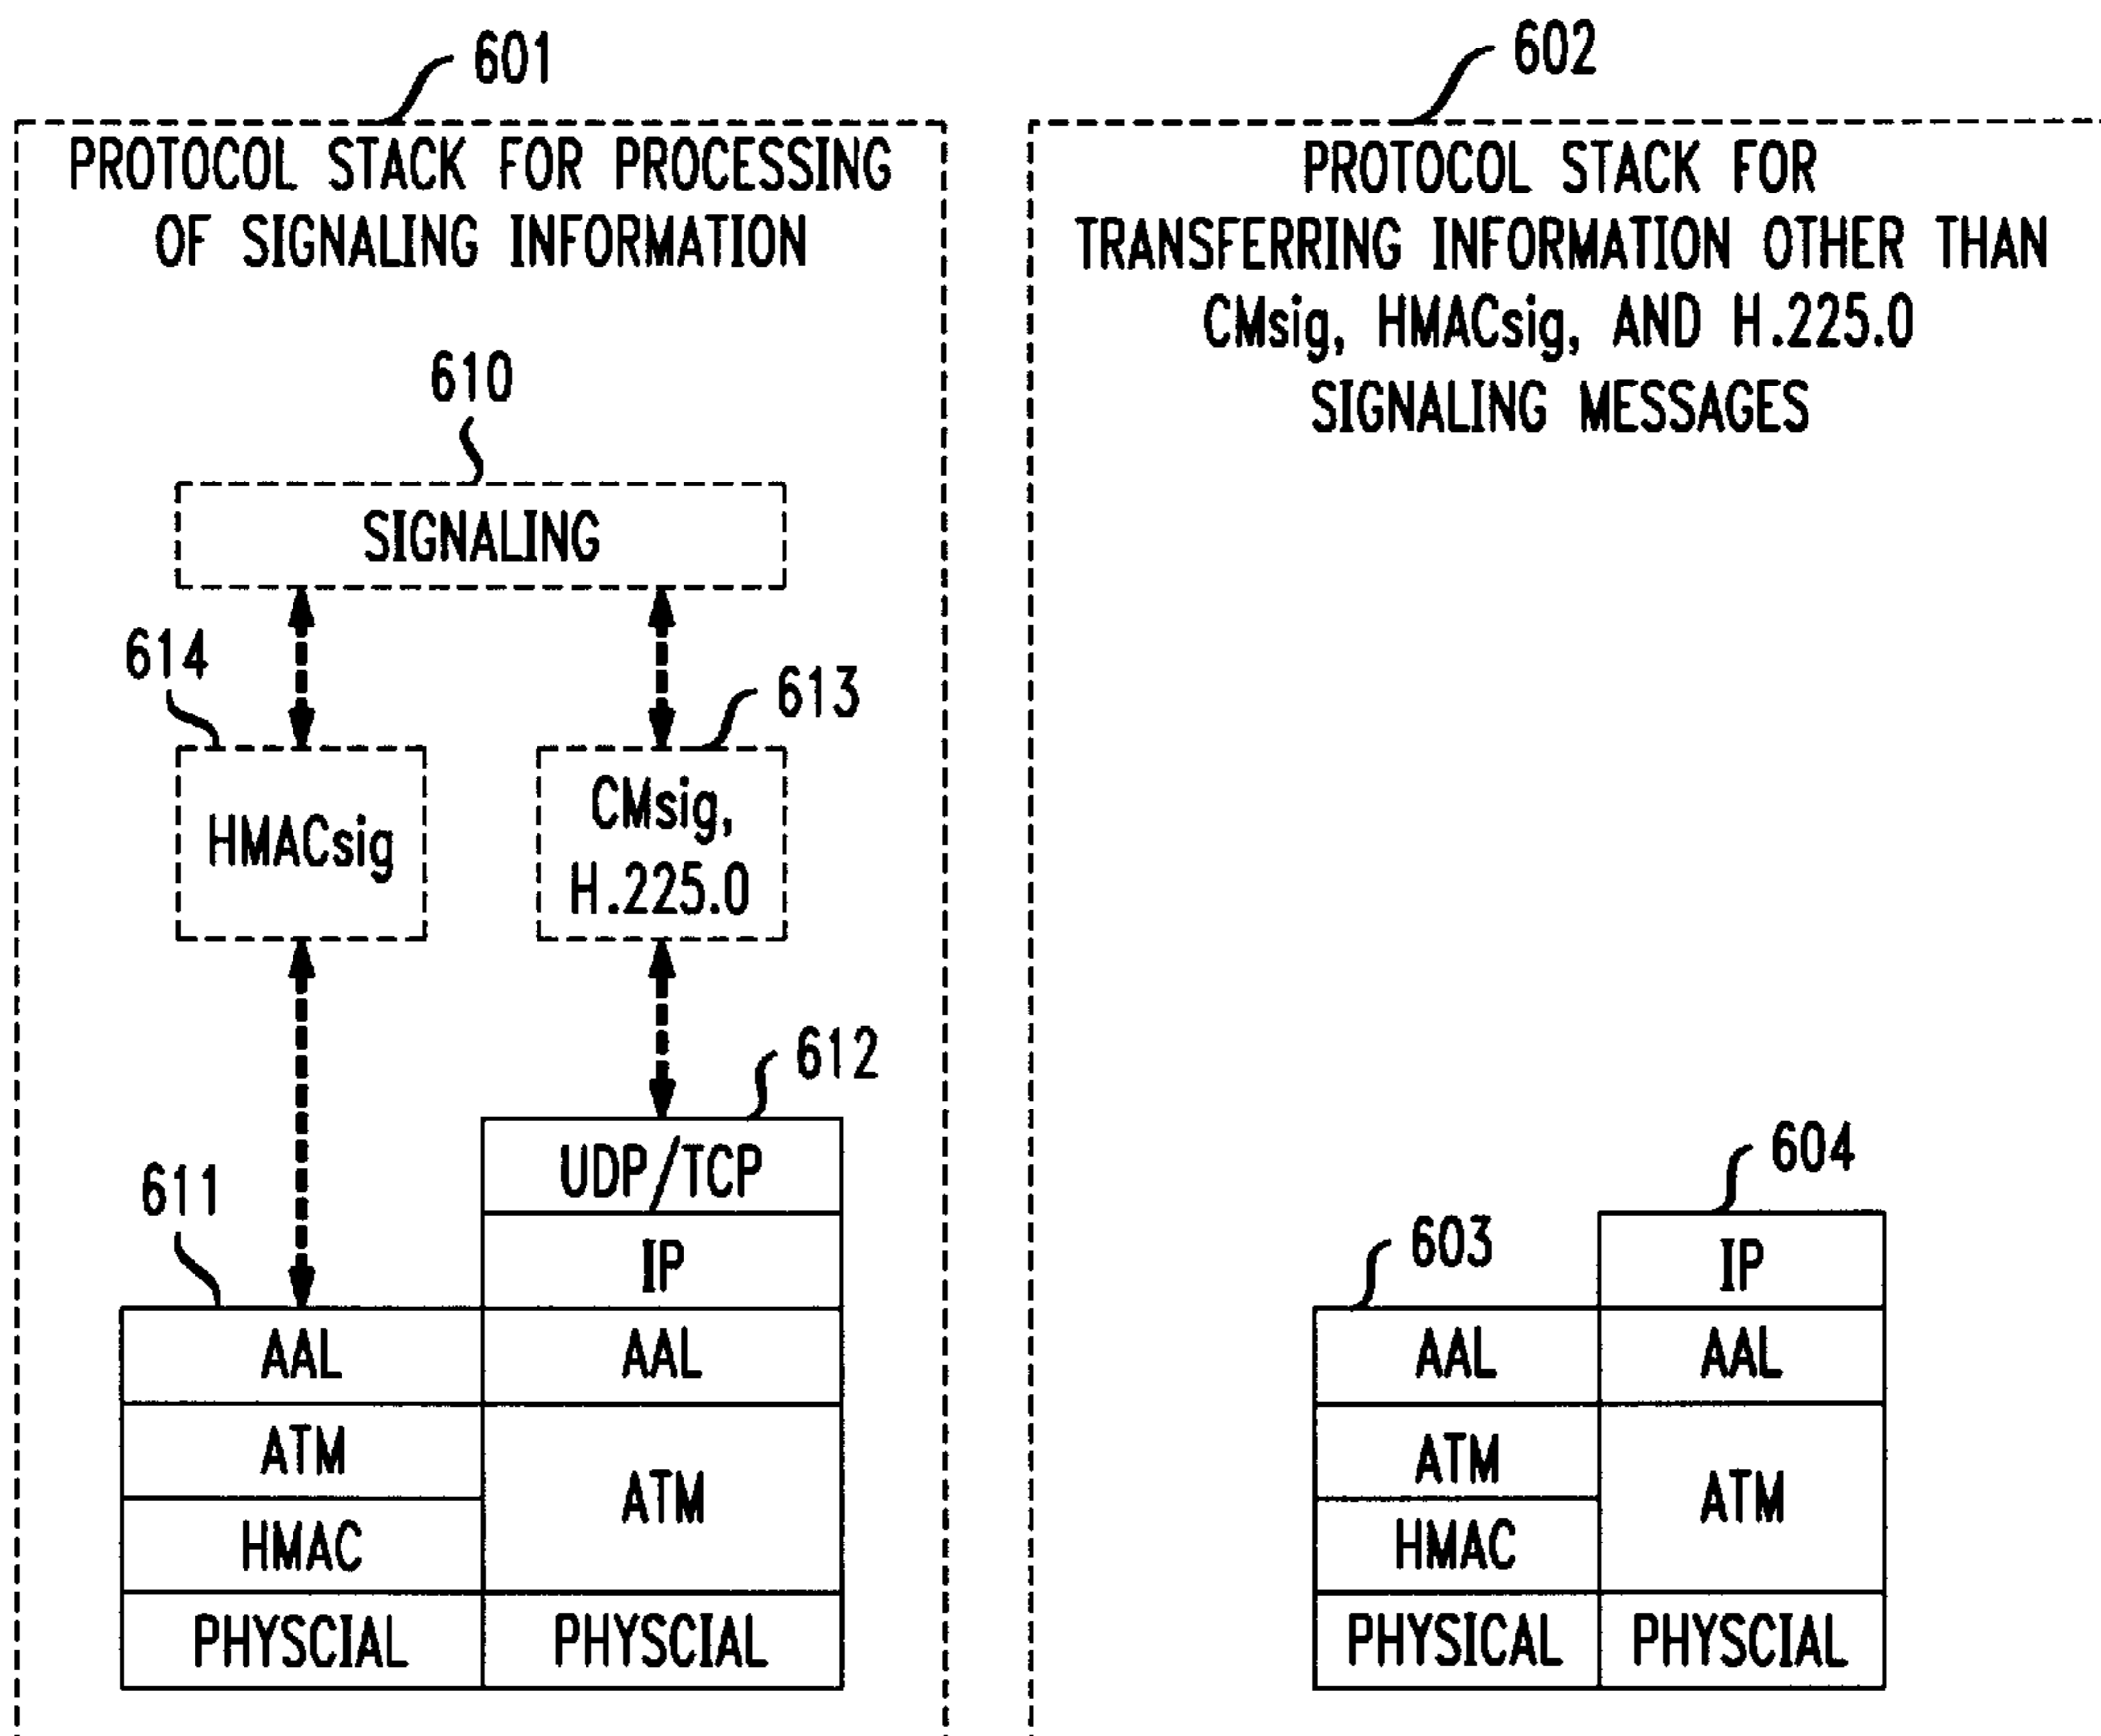 601
PROTOCOL STACK FOR PROCESSING
OF SIGNALING INFORMATION
610
SIGNALING
614
613
HMACsig
CMsig,
H.225.0
612
611
UDP/TCP
IP
AAL
AAL
ATM
ATM
HMAC
PHYSCIAL
PHYSCIAL
602
PROTOCOL STACK FOR
TRANSFERRING INFORMATION OTHER THAN
CMsig, HMACsig, AND H.225.0
SIGNALING MESSAGES
604
603
IP
AAL
AAL
ATM
ATM
HMAC
PHYSICAL
PHYSCIAL